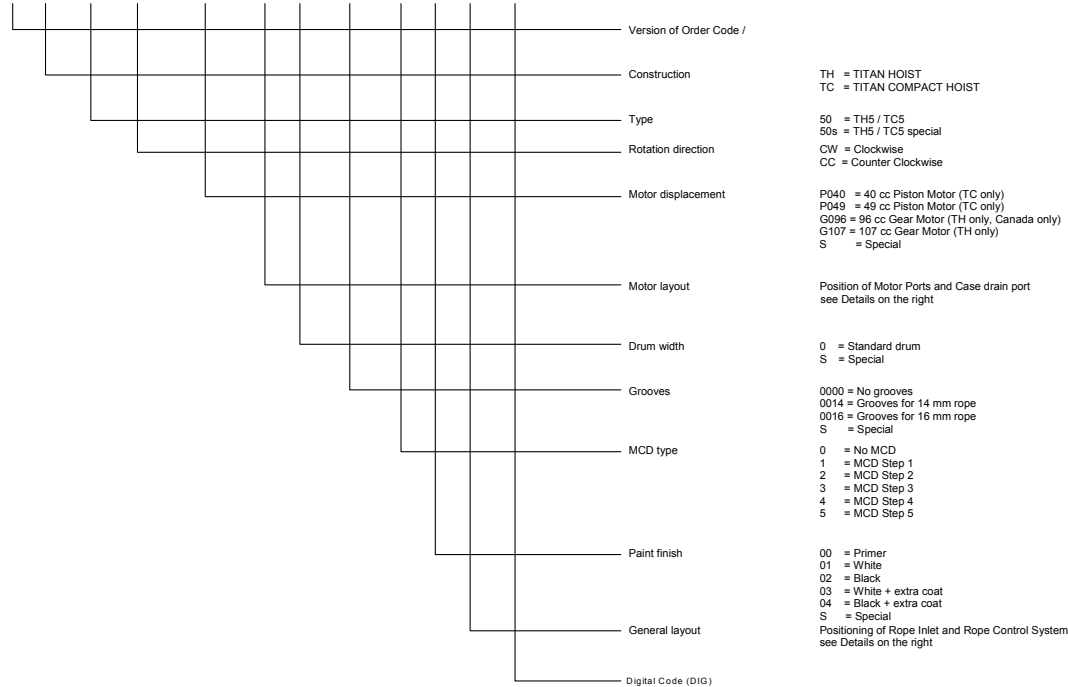 Version of Order Code /
Construction
TH = TITAN HOIST
TC = TITAN COMPACT HOIST
Type
50 = TH5 / TC5
50s = TH5 / TC5 special
Rotation direction
CW = Clockwise
CC = Counter Clockwise
Motor displacement
P040 = 40 cc Piston Motor (TC only)
P049 = 49 cc Piston Motor (TC only)
G096 = 96 cc Gear Motor (TH only, Canada only)
G107 = 107 cc Gear Motor (TH only)
S = Special
Motor layout
Position of Motor Ports and Case drain port
see Details on the right
Drum width
0 = Standard drum
S = Special
Grooves
0000 = No grooves
0014 = Grooves for 14 mm rope
0016 = Grooves for 16 mm rope
S = Special
MCD type
0 = No MCD
1 = MCD Step 1
2 = MCD Step 2
3 = MCD Step 3
4 = MCD Step 4
5 = MCD Step 5
Paint finish
00 = Primer
01 = White
02 = Black
03 = White + extra coat
04 = Black + extra coat
S = Special
General layout
Positioning of Rope Inlet and Rope Control System
see Details on the right
Digital Code (DIG)